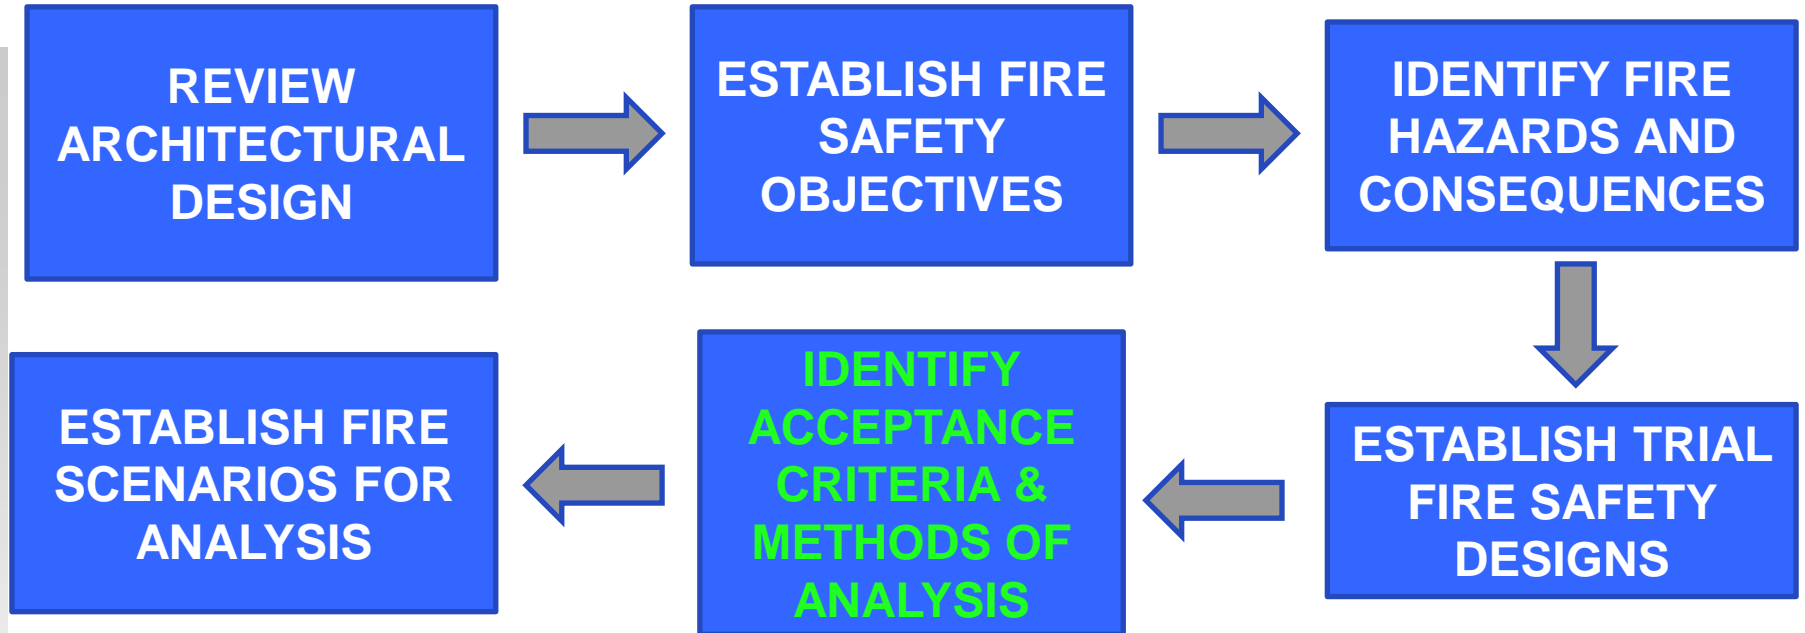 REVIEW
ARCHITECTURAL
DESIGN
ESTABLISH FIRE
SAFETY
OBJECTIVES
IDENTIFY FIRE
HAZARDS AND
CONSEQUENCES
ESTABLISH TRIAL
FIRE SAFETY
DESIGNS
IDENTIFY
ACCEPTANCE
CRITERIA &
METHODS OF
ANALYSIS
ESTABLISH FIRE
SCENARIOS FOR
ANALYSIS